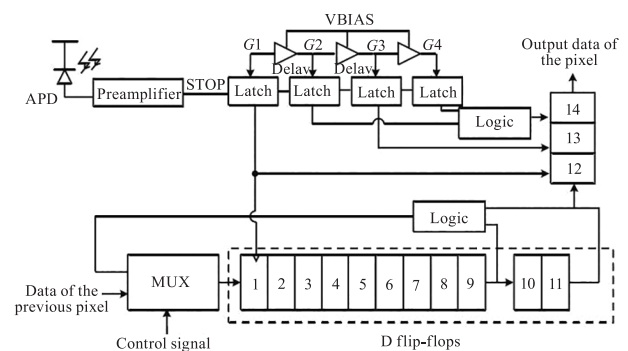 VBIAS
G1 G2 G3 G4
Delay Delay
Output data of
the pixel
STOP
APD
Preamplifier
Latch Latch Latch Latch
Logic
14
13
12
Logic
MUX
1 2 3 4 5 6 7 8 9 10 11
Data of the
previous pixel
Control signal
D flip-flops